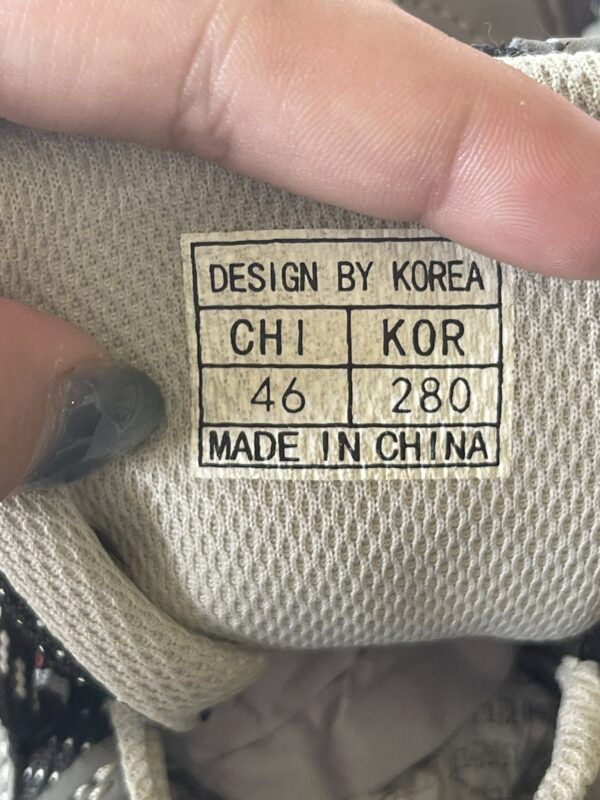 DESIGN BY KOREA
CHI KOR
46 280
MADE IN CHINA